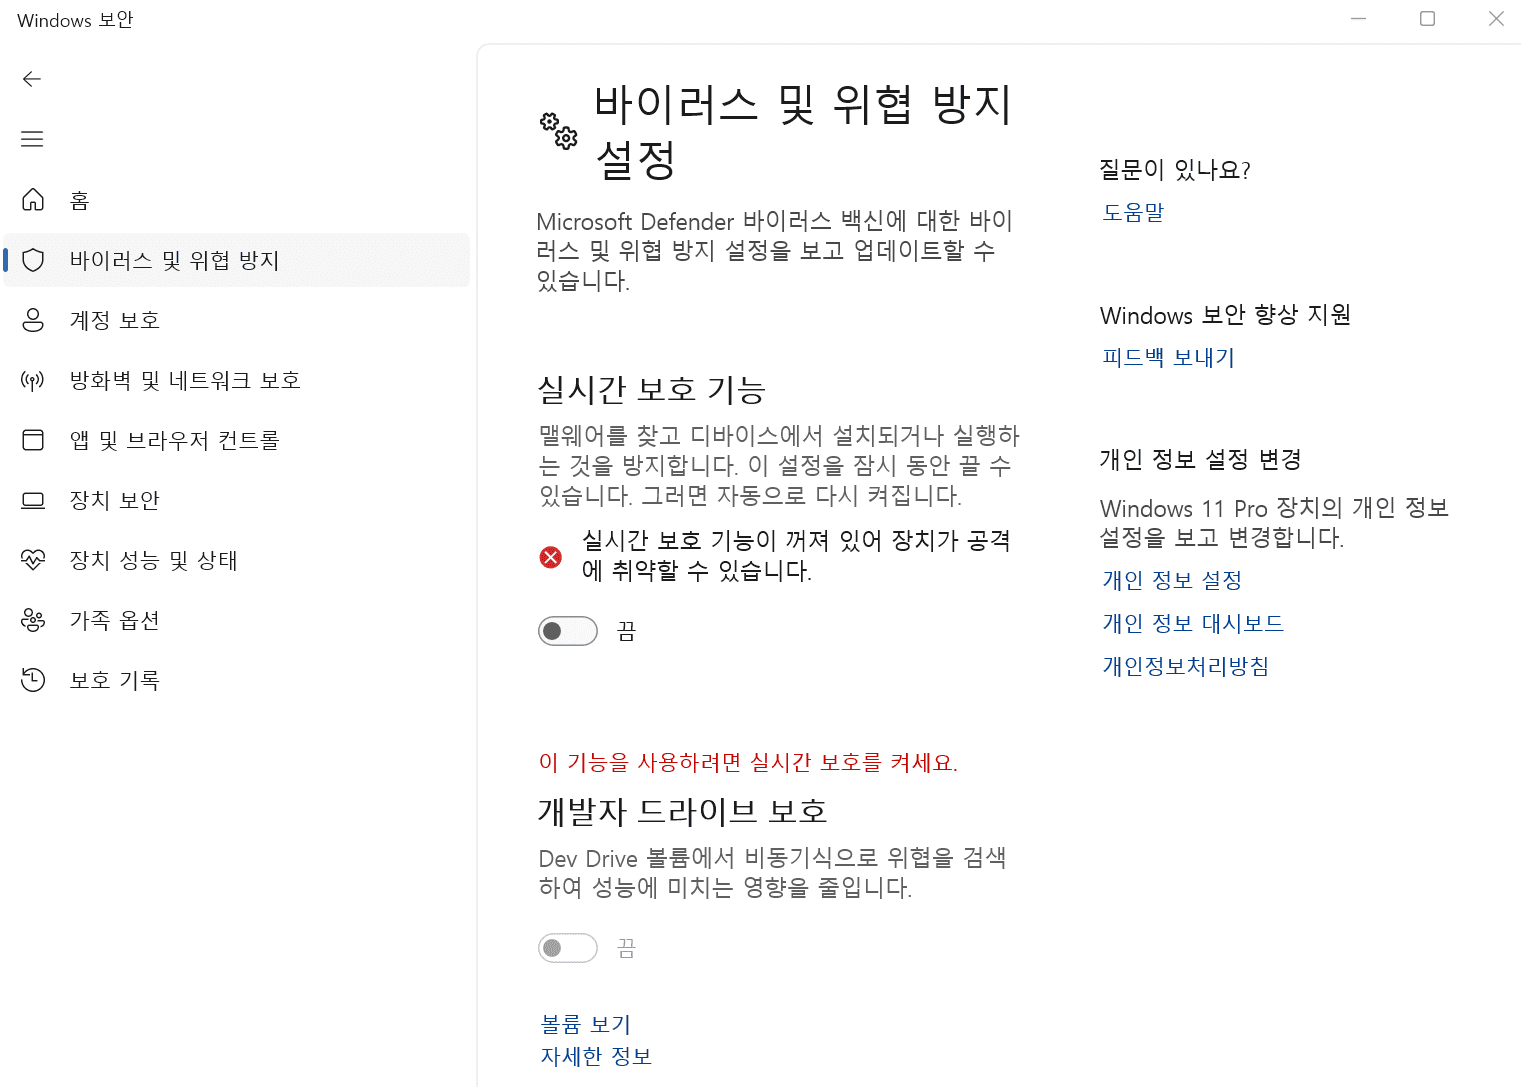 Windows 보안
홈
바이러스 및 위협 방지
계정 보호
방화벽 및 네트워크 보호
앱 및 브라우저 컨트롤
장치 보안
장치 성능 및 상태
가족 옵션
보호 기록
바이러스 및 위협 방지
설정
Microsoft Defender 바이러스 백신에 대한 바이
러스 및 위협 방지 설정을 보고 업데이트할 수
있습니다.
실시간 보호 기능
맬웨어를 찾고 디바이스에서 설치되거나 실행하
는 것을 방지합니다. 이 설정을 잠시 동안 끌 수
있습니다. 그러면 자동으로 다시 켜집니다.
실시간 보호 기능이 꺼져 있어 장치가 공격
에 취약할 수 있습니다.
끔
이 기능을 사용하려면 실시간 보호를 켜세요.
개발자 드라이브 보호
Dev Drive 볼륨에서 비동기식으로 위협을 검색
하여 성능에 미치는 영향을 줄입니다.
끔
볼륨 보기
자세한 정보
질문이 있나요?
도움말
Windows 보안 향상 지원
피드백 보내기
개인 정보 설정 변경
Windows 11 Pro 장치의 개인 정보
설정을 보고 변경합니다.
개인 정보 설정
개인 정보 대시보드
개인정보처리방침